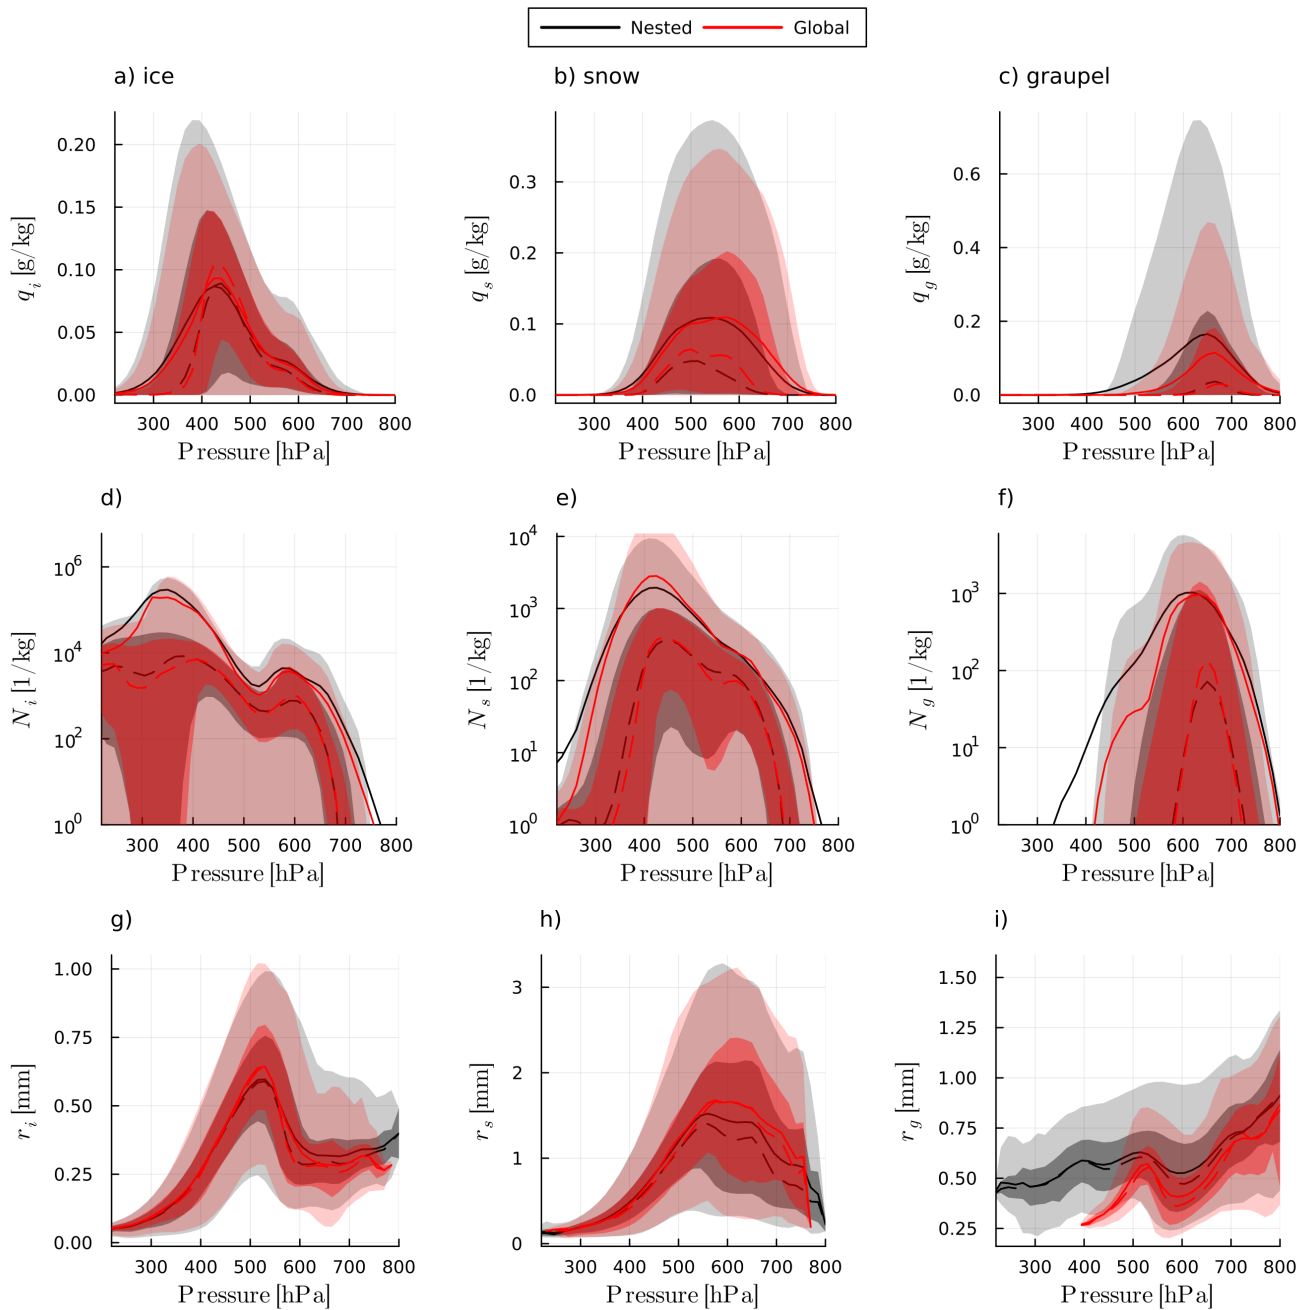 Nested Global
a) ice
b) snow
c) graupel
0.20
0.15
0.10
0.05
0.00
q_i [g/kg]
300 400 500 600 700 800
Pressure [hPa]
0.3
0.2
0.1
0.0
q_s [g/kg]
300 400 500 600 700 800
Pressure [hPa]
0.6
0.4
0.2
0.0
q_g [g/kg]
300 400 500 600 700 800
Pressure [hPa]
d)
e)
f)
10^6
10^4
10^2
10^0
N_i [1/kg]
300 400 500 600 700 800
Pressure [hPa]
10^4
10^3
10^2
10^1
10^0
N_s [1/kg]
300 400 500 600 700 800
Pressure [hPa]
10^3
10^2
10^1
10^0
N_g [1/kg]
300 400 500 600 700 800
Pressure [hPa]
g)
h)
i)
1.00
0.75
0.50
0.25
0.00
r_i [mm]
300 400 500 600 700 800
Pressure [hPa]
3
2
1
0
r_s [mm]
300 400 500 600 700 800
Pressure [hPa]
1.50
1.25
1.00
0.75
0.50
0.25
r_g [mm]
300 400 500 600 700 800
Pressure [hPa]